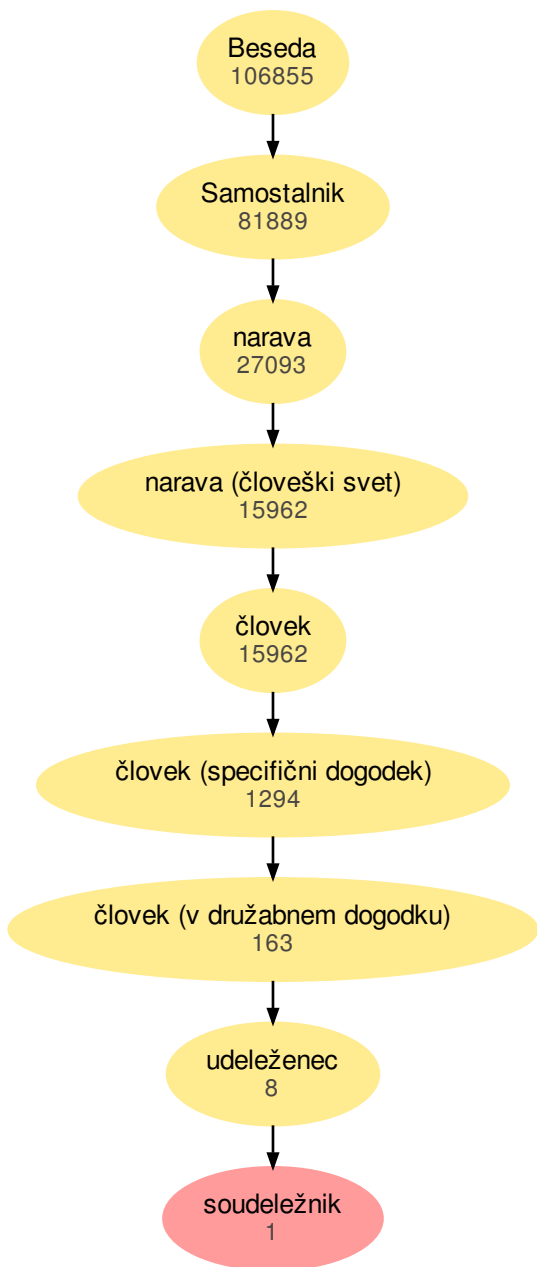 Beseda
106855
Samostalnik
81889
narava
27093
narava (človeški svet)
15962
človek
15962
človek (specifični dogodek)
1294
človek (v družabnem dogodku)
163
udeleženec
8
soudeležnik
1